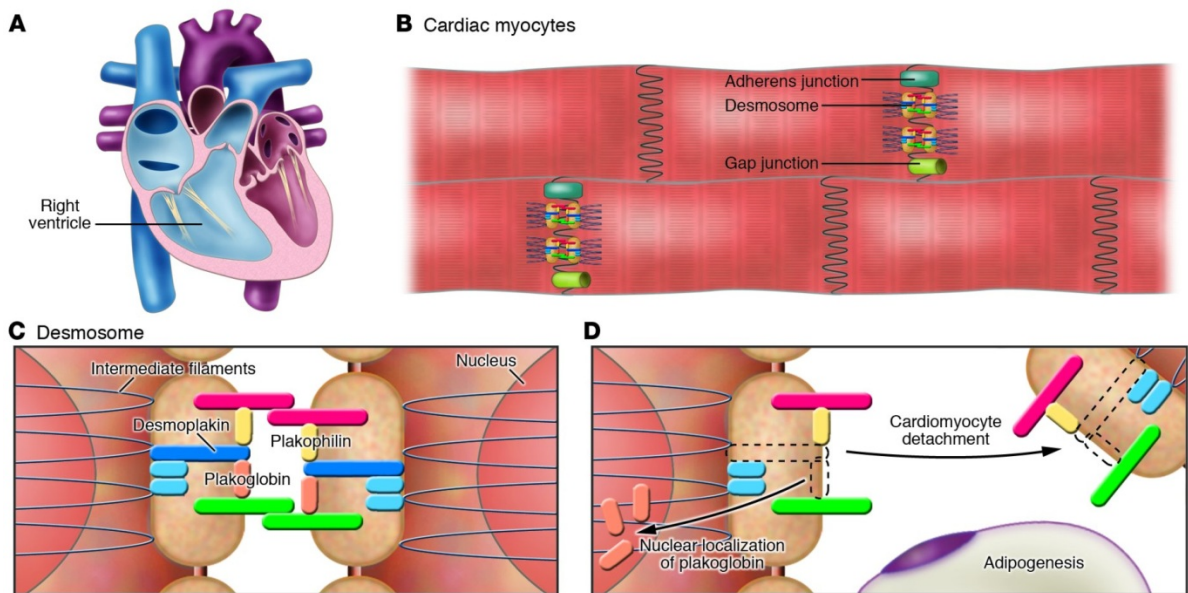 A
Right
ventricle
B Cardiac myocytes
Adherens junction
Desmosome
Gap junction
C Desmosome
Intermediate filaments
Nucleus
Desmoplakin
Plakophilin
Plakoglobin
D
Cardiomyocyte
detachment
Nuclear localization
of plakoglobin
Adipogenesis